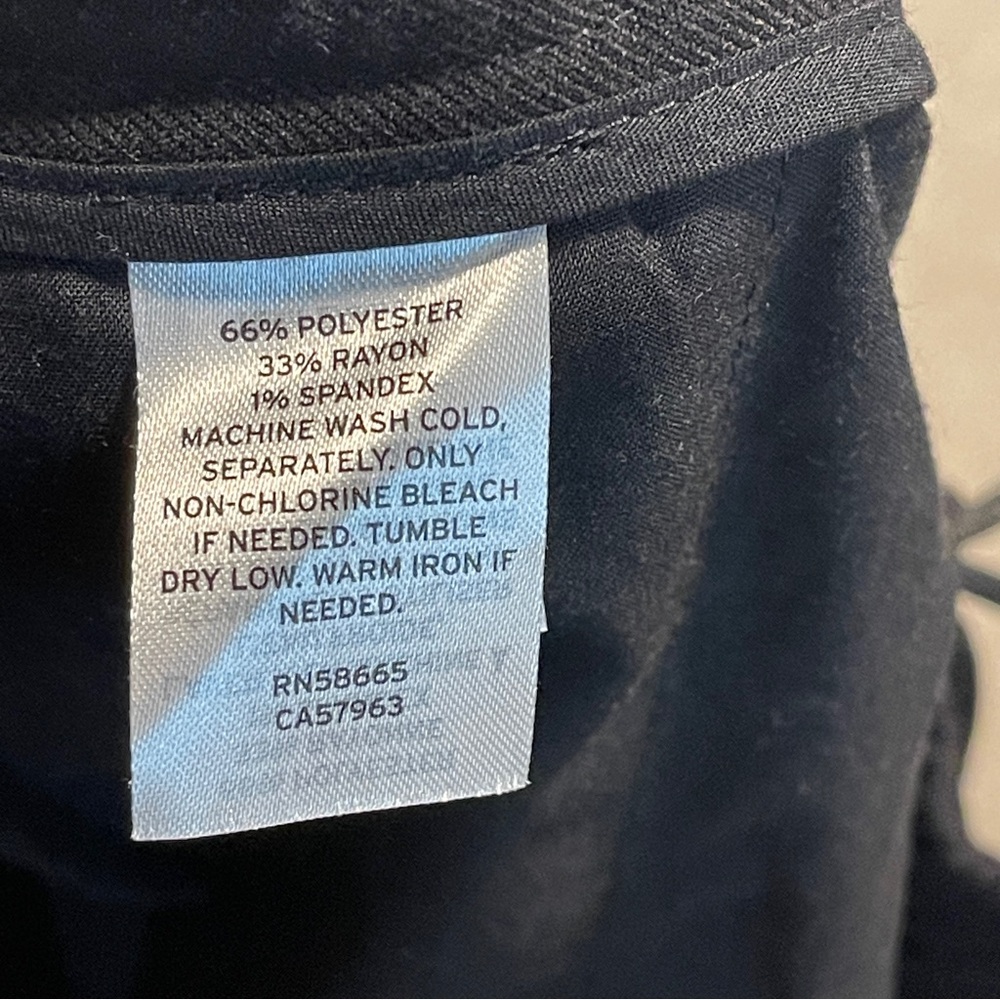 66% POLYESTER
33% RAYON
1% SPANDEX
MACHINE WASH COLD,
SEPARATELY. ONLY
NON-CHLORINE BLEACH
IF NEEDED. TUMBLE
DRY LOW. WARM IRON IF
NEEDED.
RN58665
CA57963